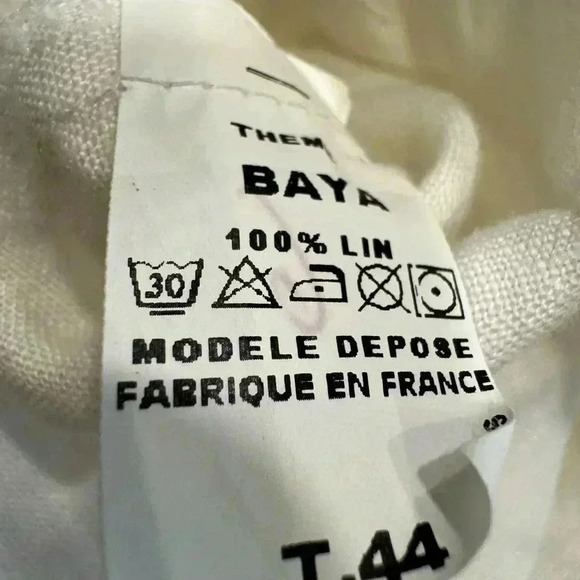 THEM
BAYA
100% LIN
30
MODELE DEPOSE
FABRIQUE EN FRANCE
T.44